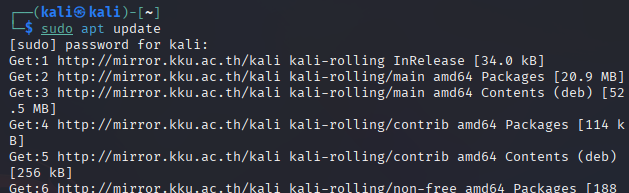 ┌──(kali㉿kali)-[~]
└─$ sudo apt update
[sudo] password for kali:
Get:1 http://mirror.kku.ac.th/kali kali-rolling InRelease [34.0 kB]
Get:2 http://mirror.kku.ac.th/kali kali-rolling/main amd64 Packages [20.9 MB]
Get:3 http://mirror.kku.ac.th/kali kali-rolling/main amd64 Contents (deb) [52
.5 MB]
Get:4 http://mirror.kku.ac.th/kali kali-rolling/contrib amd64 Packages [114 k
B]
Get:5 http://mirror.kku.ac.th/kali kali-rolling/contrib amd64 Contents (deb)
[256 kB]
Get:6 http://mirror.kku.ac.th/kali kali-rolling/non-free amd64 Packages [188